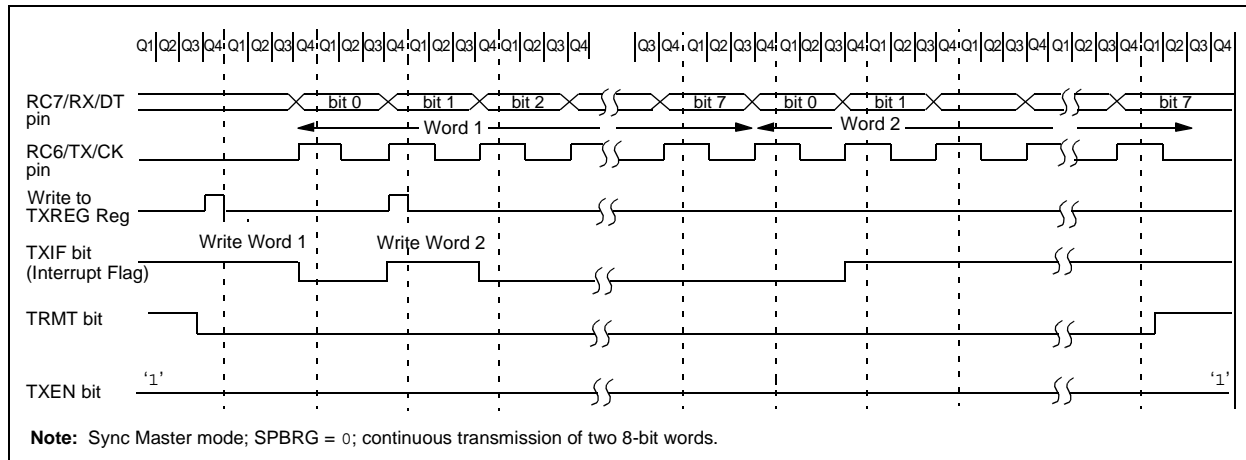 Q1 Q2 Q3 Q4 Q1 Q2 Q3 Q4 Q1 Q2 Q3 Q4 Q1 Q2 Q3 Q4 Q1 Q2 Q3 Q4 Q3 Q4 Q1 Q2 Q3 Q4 Q1 Q2 Q3 Q4 Q1 Q2 Q3 Q4 Q1 Q2 Q3 Q4 Q1 Q2 Q3 Q4 Q1 Q2 Q3 Q4
RC7/RX/DT
pin
bit 0 bit 1 bit 2 bit 7 bit 0 bit 1 bit 7
Word 1 Word 2
RC6/TX/CK
pin
Write to
TXREG Reg
Write Word 1 Write Word 2
TXIF bit
(Interrupt Flag)
TRMT bit
‘1’ ‘1’
TXEN bit
Note: Sync Master mode; SPBRG = 0; continuous transmission of two 8-bit words.